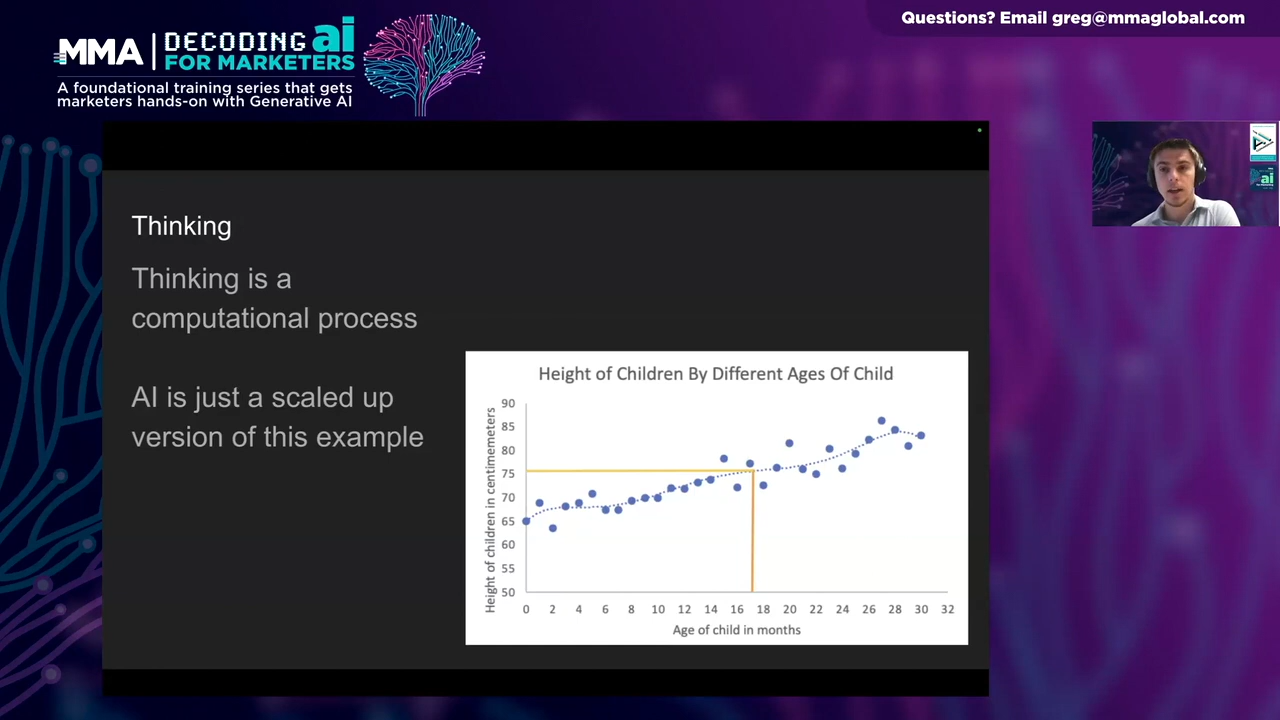 Questions? Email greg@mmaglobal.com
MMA
DECODING ai
FOR MARKETERS
A foundational training series that gets
marketers hands-on with Generative AI
Thinking
Thinking is a
computational process
AI is just a scaled up
version of this example
Height of Children By Different Ages Of Child
Height of children in centimemeters
90
85
80
75
70
65
60
55
50
0 2 4 6 8 10 12 14 16 18 20 22 24 26 28 30 32
Age of child in months
ai